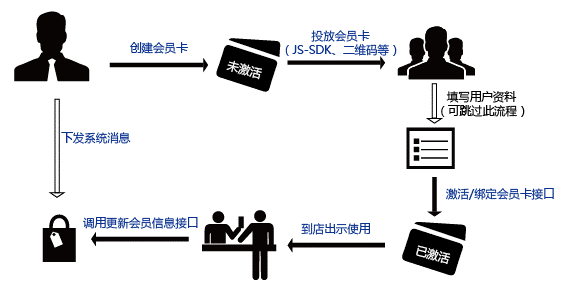 创建会员卡
未激活
投放会员卡
（JS-SDK、二维码等）
填写用户资料
（可跳过此流程）
下发系统消息
激活/绑定会员卡接口
调用更新会员信息接口
到店出示使用
已激活